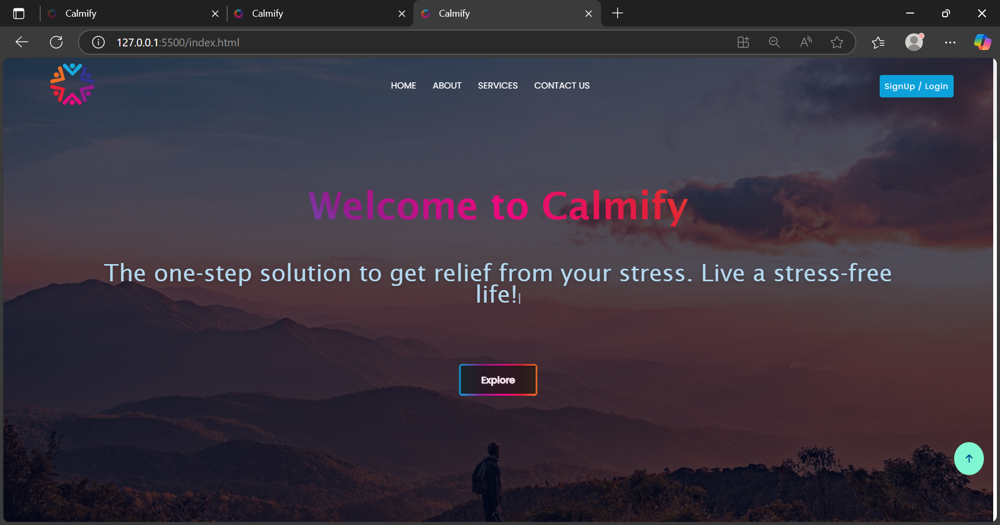 Calmify
Calmify
Calmify
127.0.0.1:5500/index.html
HOME ABOUT SERVICES CONTACT US
SignUp / Login
Welcome to Calmify
The one-step solution to get relief from your stress. Live a stress-free
life!|
Explore